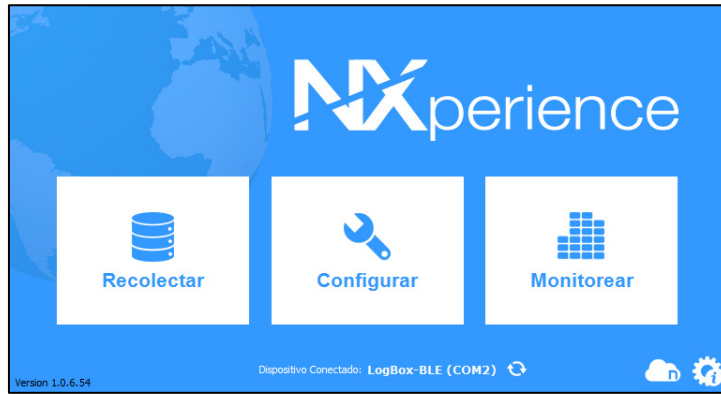 NXperience
Recolectar
Configurar
Monitorear
Dispositivo Conectado: LogBox-BLE (COM2)
n
i
Version 1.0.6.54